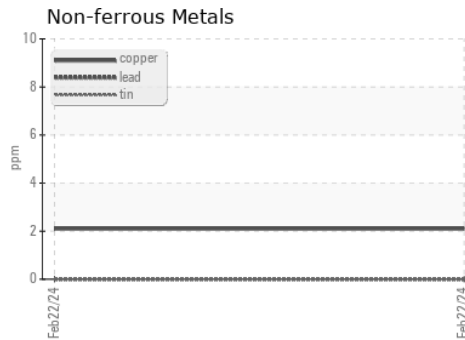 Non-ferrous Metals
copper
lead
tin
10
8
6
4
2
0
ppm
Feb22/24
Feb22/24